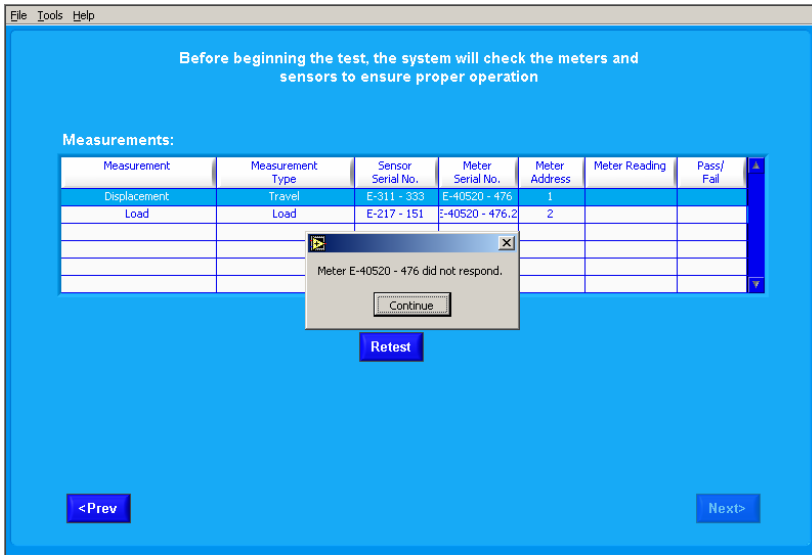 File Tools Help
Before beginning the test, the system will check the meters and
sensors to ensure proper operation
Measurements:
Measurement Measurement Type Sensor Serial No. Meter Serial No. Meter Address Meter Reading Pass/ Fail
Displacement Travel E-311 - 333 E-40520 - 476 1
Load Load E-217 - 151 E-40520 - 476.2 2
Meter E-40520 - 476 did not respond.
Continue
Retest
<Prev Next>